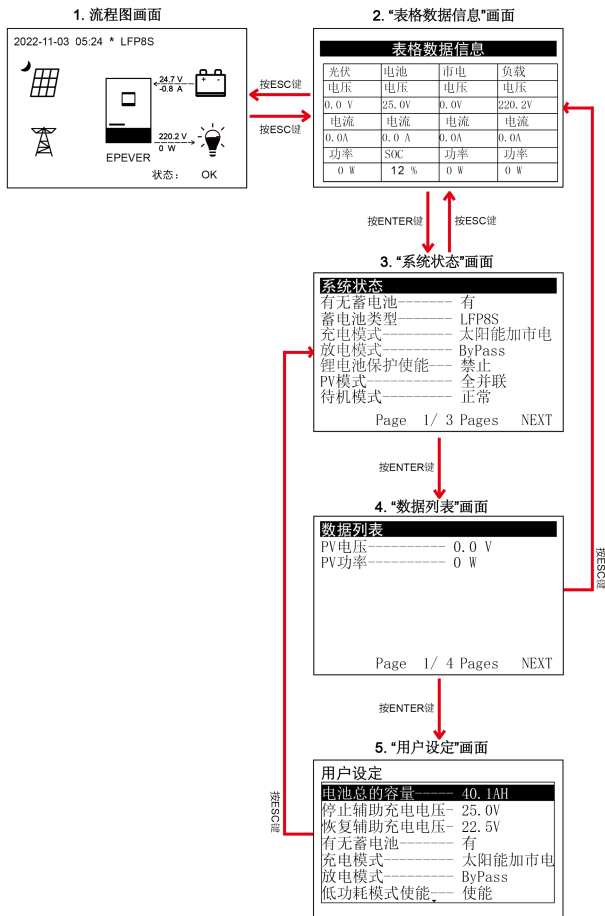 1. 流程图画面
2022-11-03 05:24 * LFP8S
24.7 V
-0.8 A
220.2 V
0 W
EPEVER
状态: OK
按ESC键
按ESC键
2. “表格数据信息”画面
表格数据信息
光伏 电池 市电 负载
电压 电压 电压 电压
0.0 V 25.0V 0.0V 220.2V
电流 电流 电流 电流
0.0A 0.0 A 0.0A 0.0A
功率 SOC 功率 功率
0 W 12 % 0 W 0 W
按ENTER键 按ESC键
3. “系统状态”画面
系统状态
有无蓄电池------- 有
蓄电池类型------- LFP8S
充电模式--------- 太阳能加市电
放电模式--------- ByPass
锂电池保护使能--- 禁止
PV模式----------- 全并联
待机模式--------- 正常
Page 1/ 3 Pages NEXT
按ENTER键
4. “数据列表”画面
数据列表
PV电压---------- 0.0 V
PV功率---------- 0 W
Page 1/ 4 Pages NEXT
按ESC键
按ENTER键
5. “用户设定”画面
用户设定
电池总的容量----- 40.1AH
停止辅助充电电压- 25.0V
恢复辅助充电电压- 22.5V
有无蓄电池------- 有
充电模式--------- 太阳能加市电
放电模式--------- ByPass
低功耗模式使能--- 使能
按ESC键